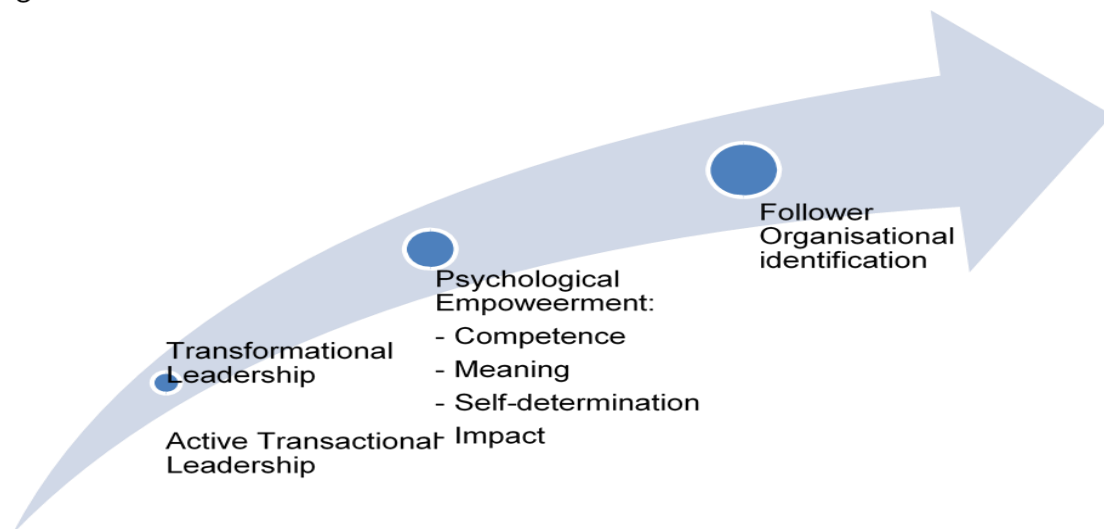 Transformational
Leadership
Active Transactional
Leadership
Psychological
Empoweerment:
- Competence
- Meaning
- Self-determination
- Impact
Follower
Organisational
identification